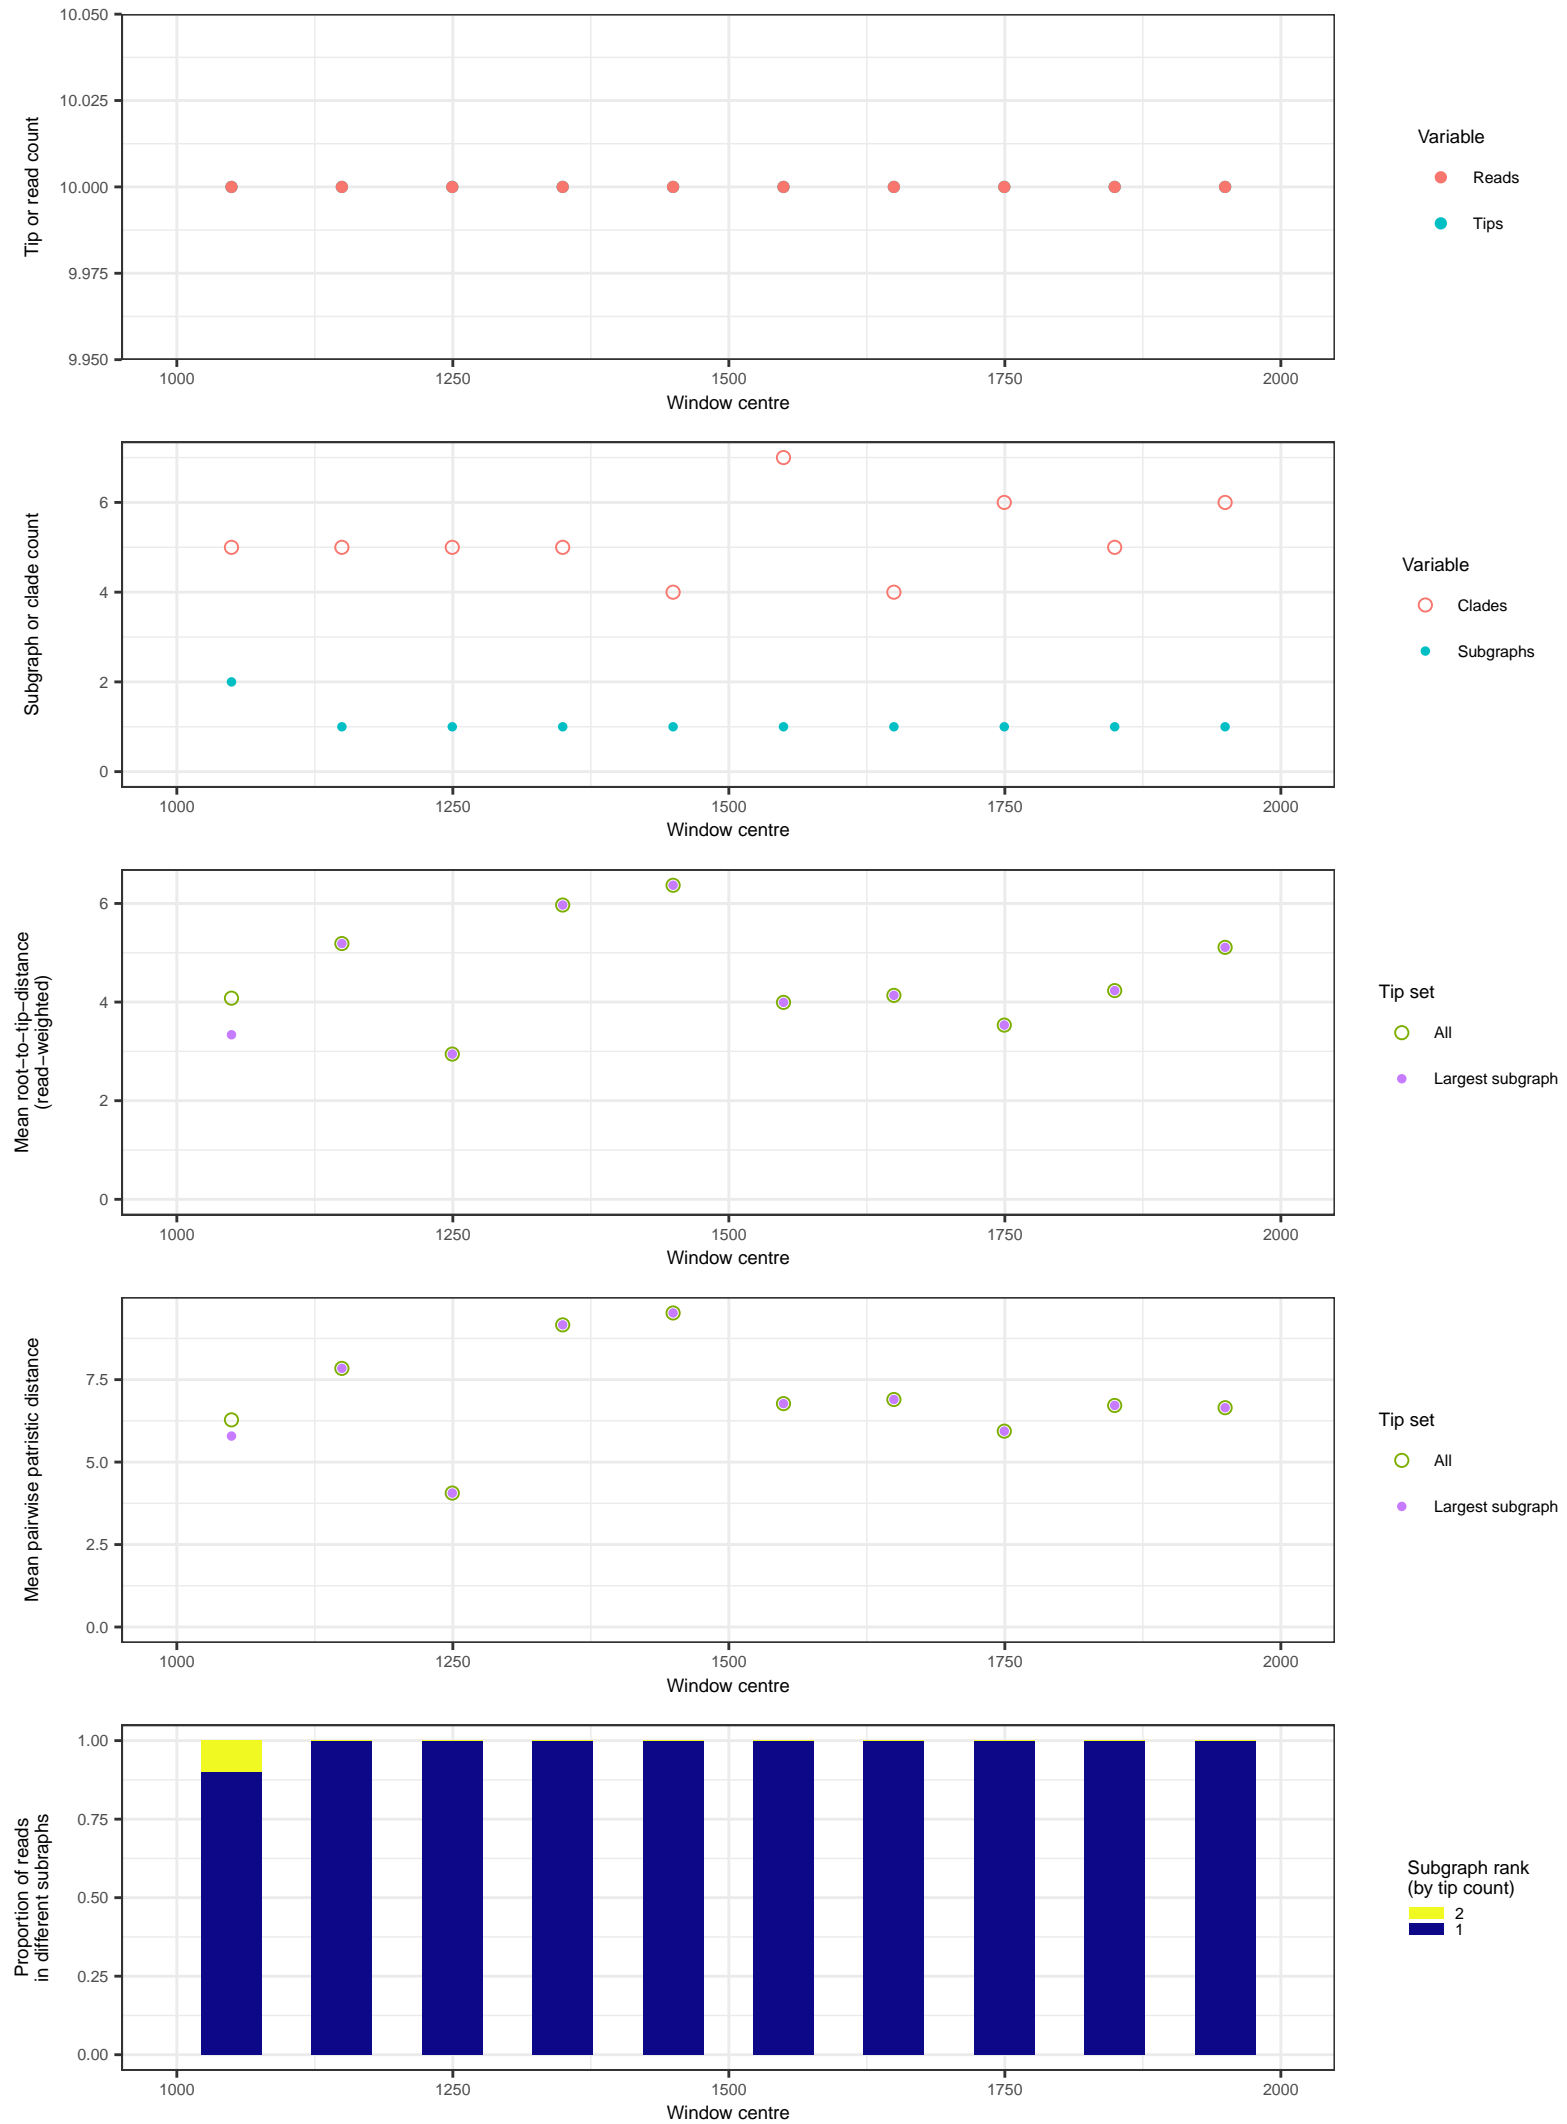 10.050
10.025
10.000
9.975
9.950
Tip or read count
1000 1250 1500 1750 2000
Window centre
Variable
Reads
Tips
6
4
2
0
Subgraph or clade count
1000 1250 1500 1750 2000
Window centre
Variable
Clades
Subgraphs
6
4
2
0
Mean root−to−tip−distance
(read−weighted)
1000 1250 1500 1750 2000
Window centre
Tip set
All
Largest subgraph
7.5
5.0
2.5
0.0
Mean pairwise patristic distance
1000 1250 1500 1750 2000
Window centre
Tip set
All
Largest subgraph
1.00
0.75
0.50
0.25
0.00
Proportion of reads
in different subraphs
1000 1250 1500 1750 2000
Window centre
Subgraph rank
(by tip count)
2
1